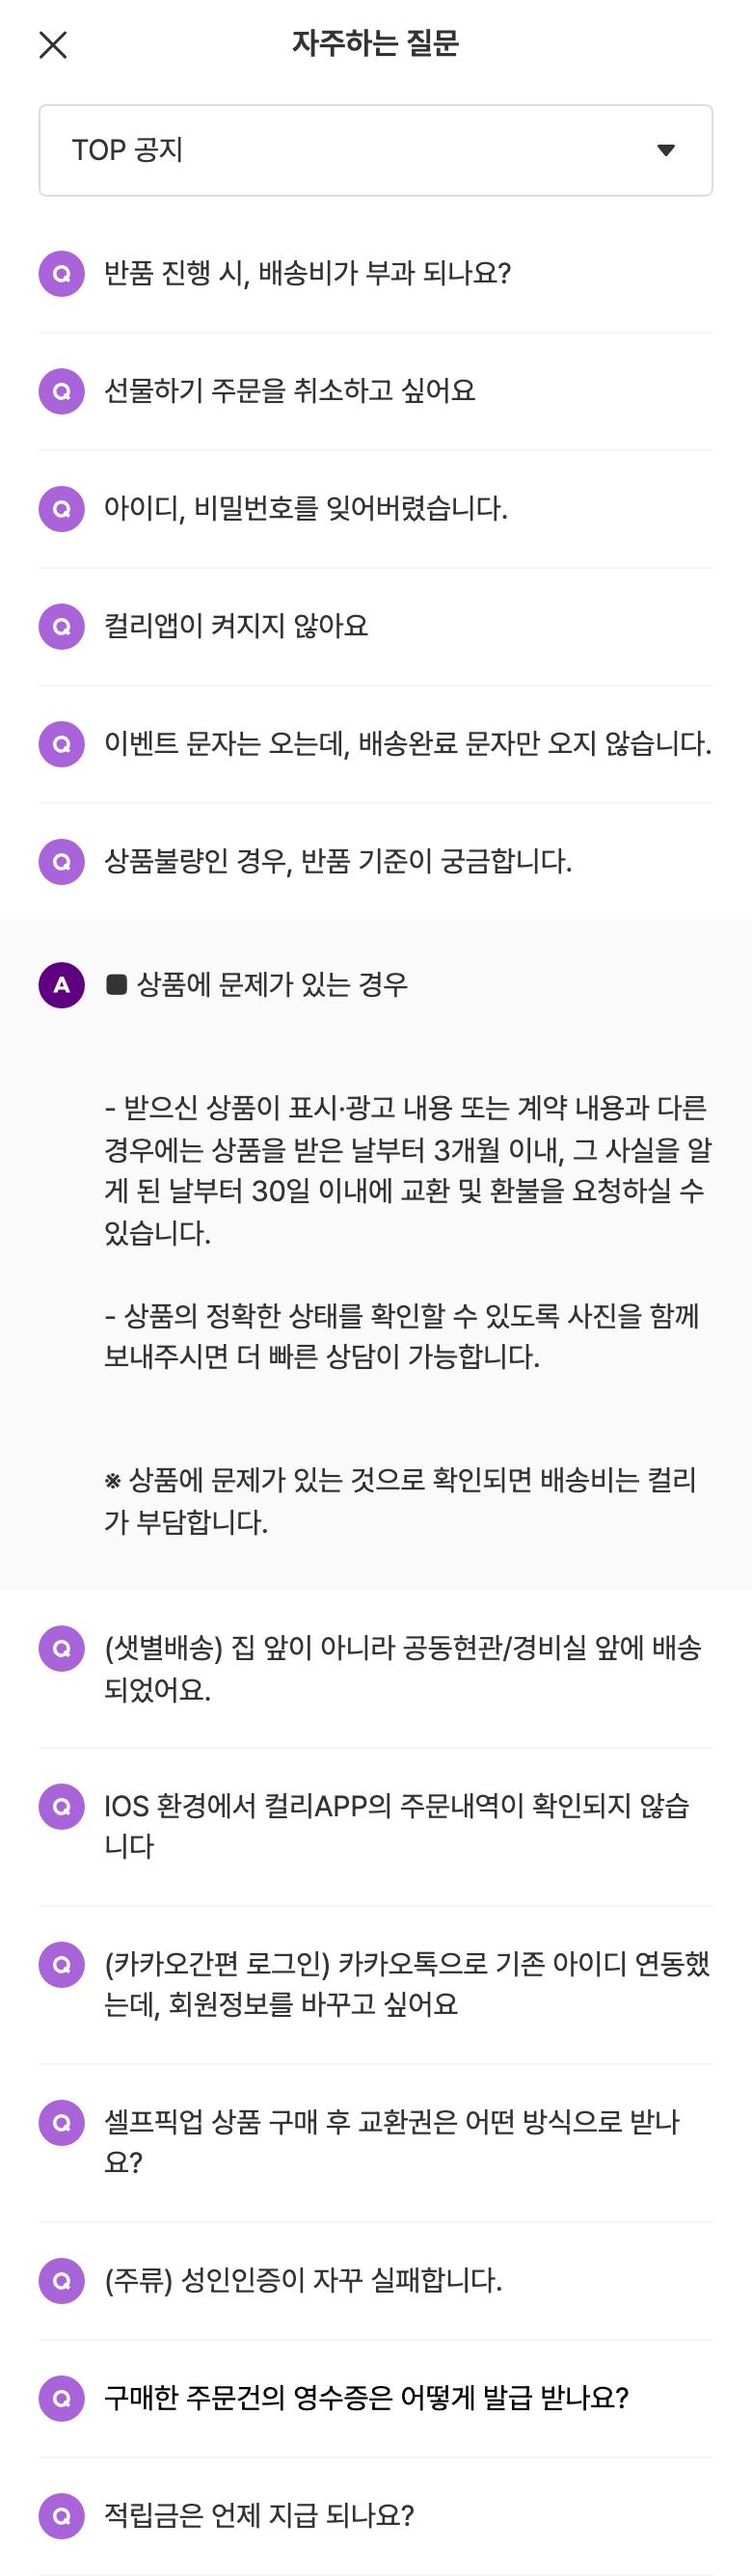 자주하는 질문
TOP 공지
Q 반품 진행 시, 배송비가 부과 되나요?
Q 선물하기 주문을 취소하고 싶어요
Q 아이디, 비밀번호를 잊어버렸습니다.
Q 컬리앱이 켜지지 않아요
Q 이벤트 문자는 오는데, 배송완료 문자만 오지 않습니다.
Q 상품불량인 경우, 반품 기준이 궁금합니다.
A ■ 상품에 문제가 있는 경우
- 받으신 상품이 표시·광고 내용 또는 계약 내용과 다른
경우에는 상품을 받은 날부터 3개월 이내, 그 사실을 알
게 된 날부터 30일 이내에 교환 및 환불을 요청하실 수
있습니다.
- 상품의 정확한 상태를 확인할 수 있도록 사진을 함께
보내주시면 더 빠른 상담이 가능합니다.
※ 상품에 문제가 있는 것으로 확인되면 배송비는 컬리
가 부담합니다.
Q (샛별배송) 집 앞이 아니라 공동현관/경비실 앞에 배송
되었어요.
Q IOS 환경에서 컬리APP의 주문내역이 확인되지 않습
니다
Q (카카오간편 로그인) 카카오톡으로 기존 아이디 연동했
는데, 회원정보를 바꾸고 싶어요
Q 셀프픽업 상품 구매 후 교환권은 어떤 방식으로 받나
요?
Q (주류) 성인인증이 자꾸 실패합니다.
Q 구매한 주문건의 영수증은 어떻게 발급 받나요?
Q 적립금은 언제 지급 되나요?